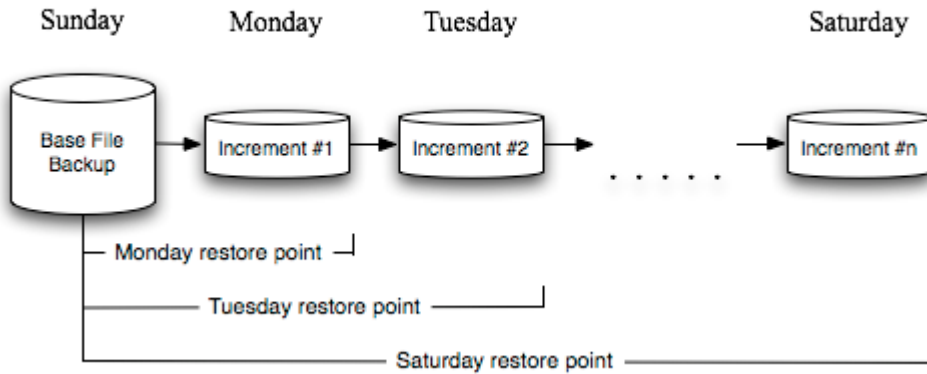 Sunday
Monday
Tuesday
Saturday
Base File
Backup
Increment #1
Increment #2
. . . . .
Increment #n
Monday restore point
Tuesday restore point
Saturday restore point